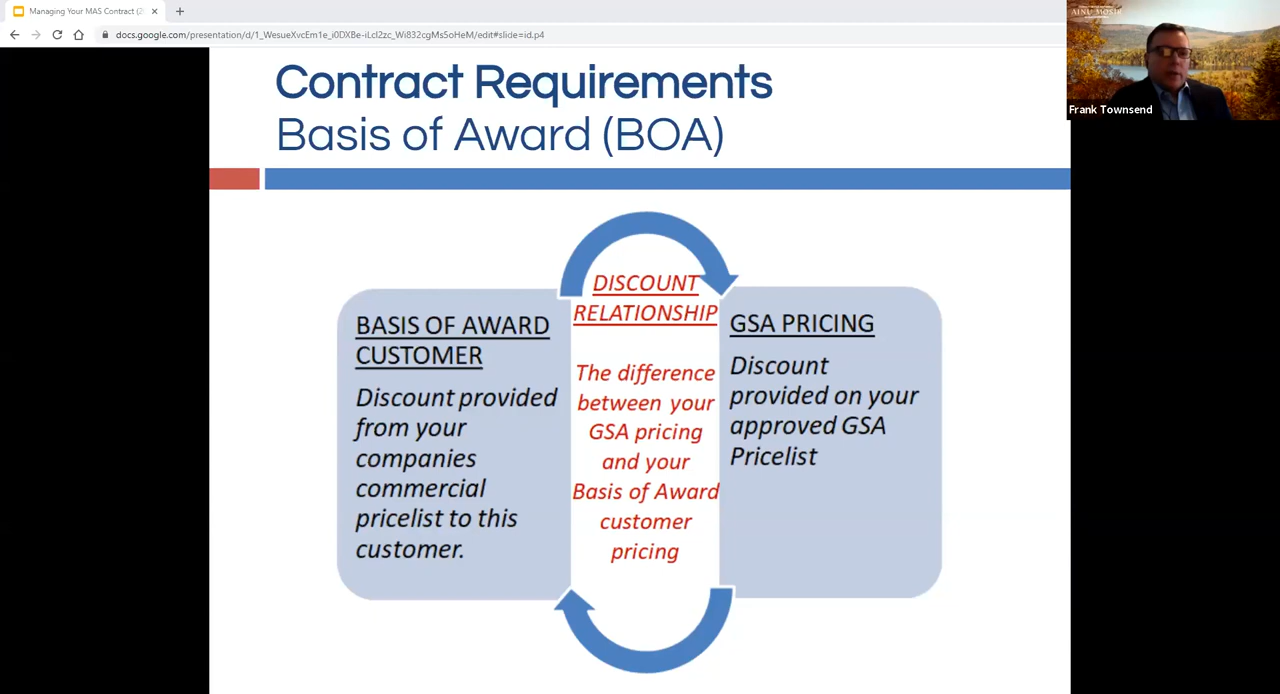 Managing Your MAS Contract (2
docs.google.com/presentation/d/1_WesueXvcEm1e_i0DXBe-iLcl2zc_Wi832cgMs5oHeM/edit#slide=id.p4
AINU MOSIR
Frank Townsend
Contract Requirements
Basis of Award (BOA)
BASIS OF AWARD
CUSTOMER
Discount provided
from your
companies
commercial
pricelist to this
customer.
DISCOUNT
RELATIONSHIP
The difference
between your
GSA pricing
and your
Basis of Award
customer
pricing
GSA PRICING
Discount
provided on your
approved GSA
Pricelist